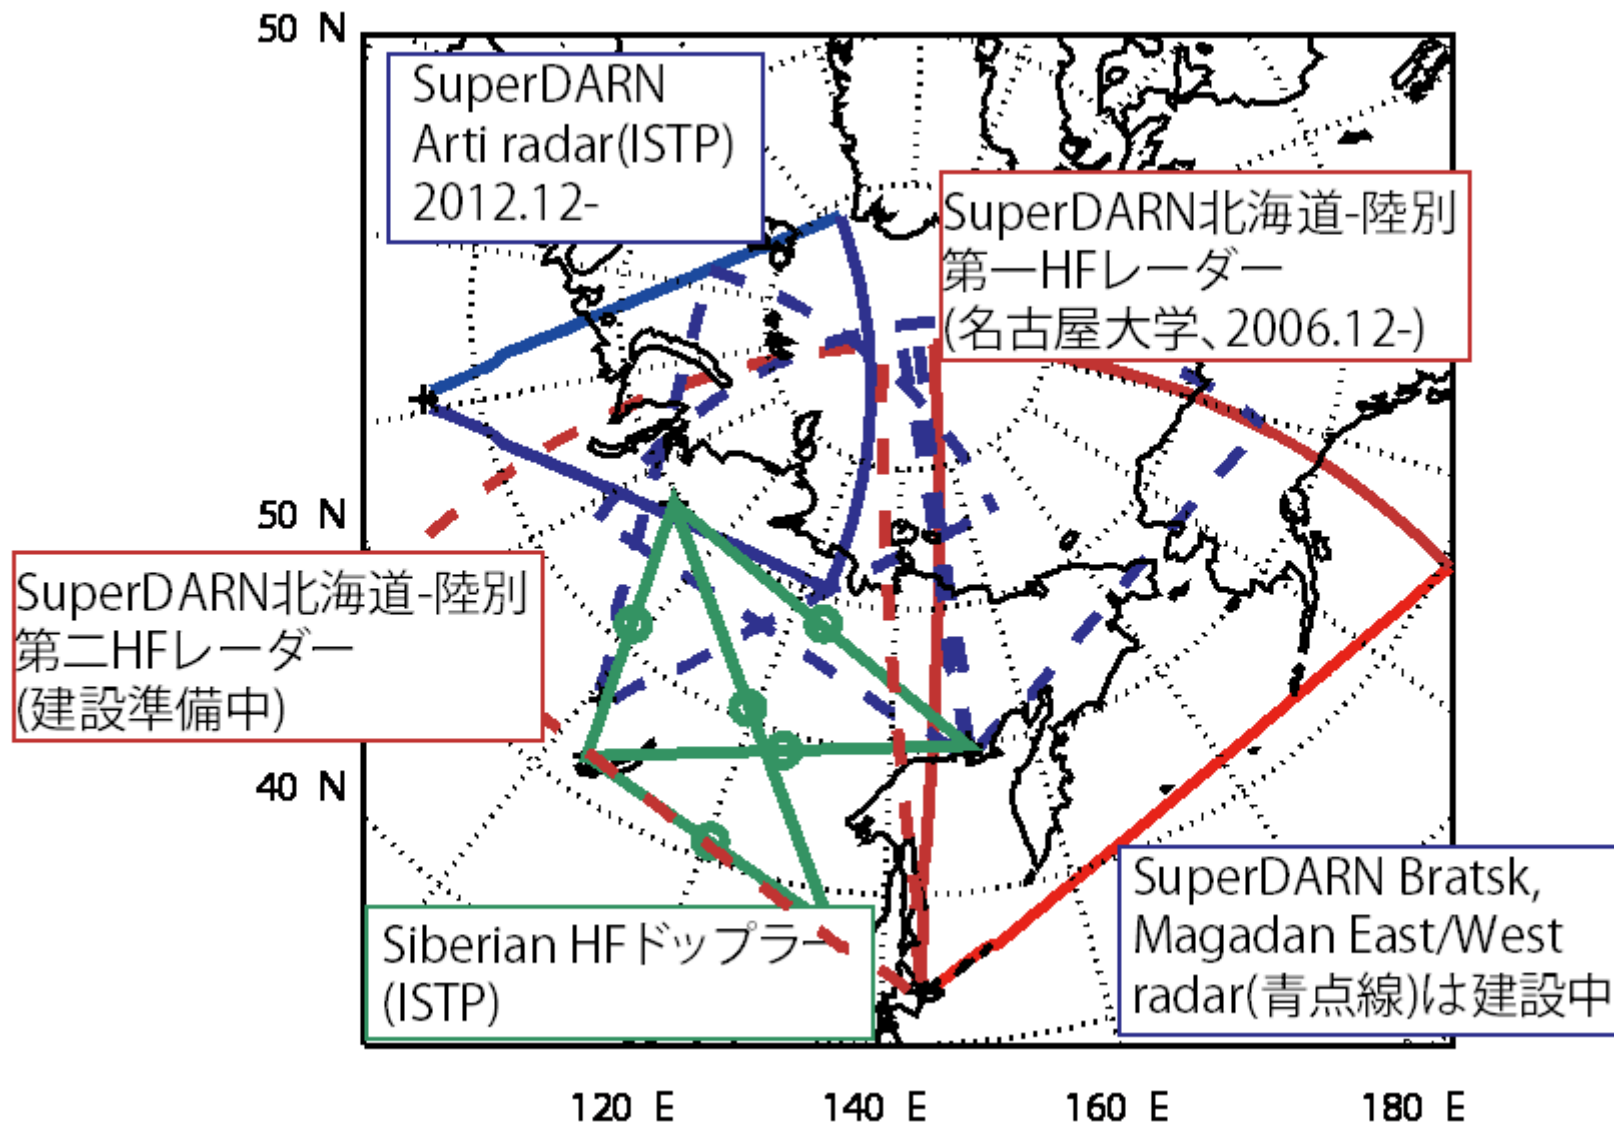 50 N
SuperDARN
Arti radar(ISTP)
2012.12-
SuperDARN北海道-陸別
第一HFレーダー
(名古屋大学、2006.12-)
50 N
SuperDARN北海道-陸別
第二HFレーダー
(建設準備中)
40 N
SuperDARN Bratsk,
Magadan East/West
radar(青点線)は建設中
Siberian HFドップラー
(ISTP)
120 E
140 E
160 E
180 E